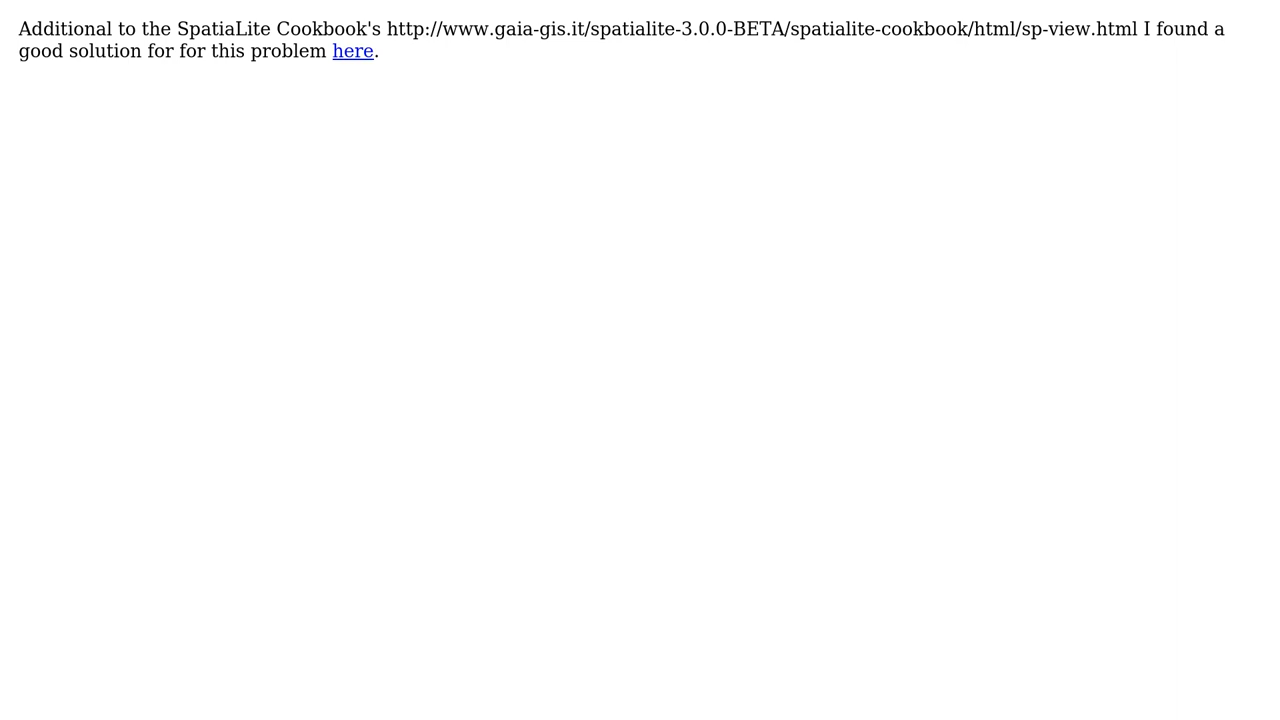 Additional to the SpatiaLite Cookbook's http://www.gaia-gis.it/spatialite-3.0.0-BETA/spatialite-cookbook/html/sp-view.html I found a
good solution for for this problem here.